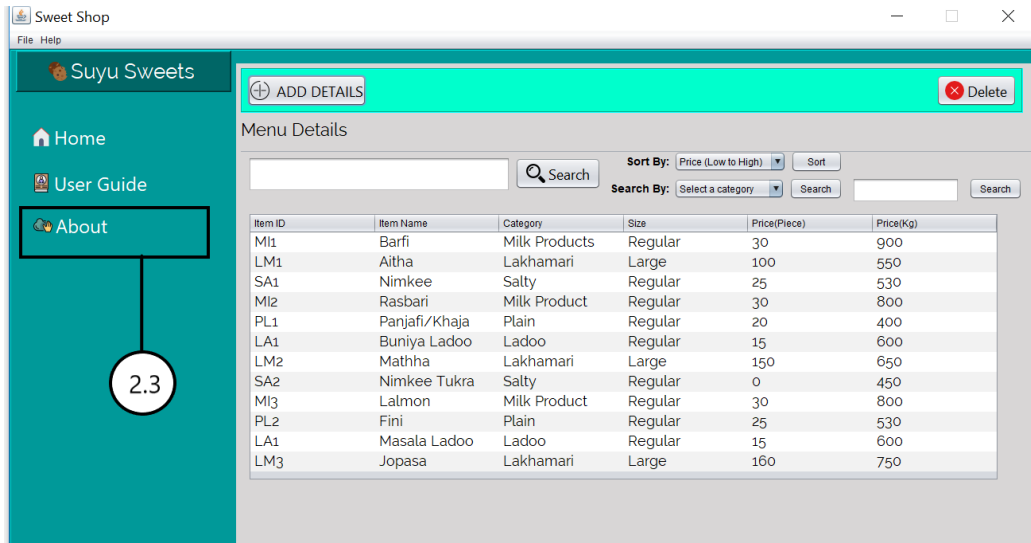 Sweet Shop
File Help
Suyu Sweets
Home
User Guide
About
2.3
ADD DETAILS
Delete
Menu Details
Search
Sort By: Price (Low to High) Sort
Search By: Select a category Search Search
Item ID Item Name Category Size Price(Piece) Price(Kg)
MI1 Barfi Milk Products Regular 30 900
LM1 Aitha Lakhamari Large 100 550
SA1 Nimkee Salty Regular 25 530
MI2 Rasbari Milk Product Regular 30 800
PL1 Panjafi/Khaja Plain Regular 20 400
LA1 Buniya Ladoo Ladoo Regular 15 600
LM2 Mathha Lakhamari Large 150 650
SA2 Nimkee Tukra Salty Regular 0 450
MI3 Lalmon Milk Product Regular 30 800
PL2 Fini Plain Regular 25 530
LA1 Masala Ladoo Ladoo Regular 15 600
LM3 Jopasa Lakhamari Large 160 750